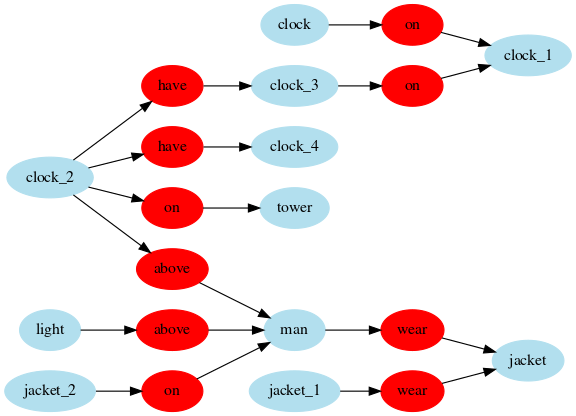 clock on
clock_1
have clock_3 on
have clock_4
clock_2
on tower
above
light above man wear
jacket
jacket_2 on jacket_1 wear